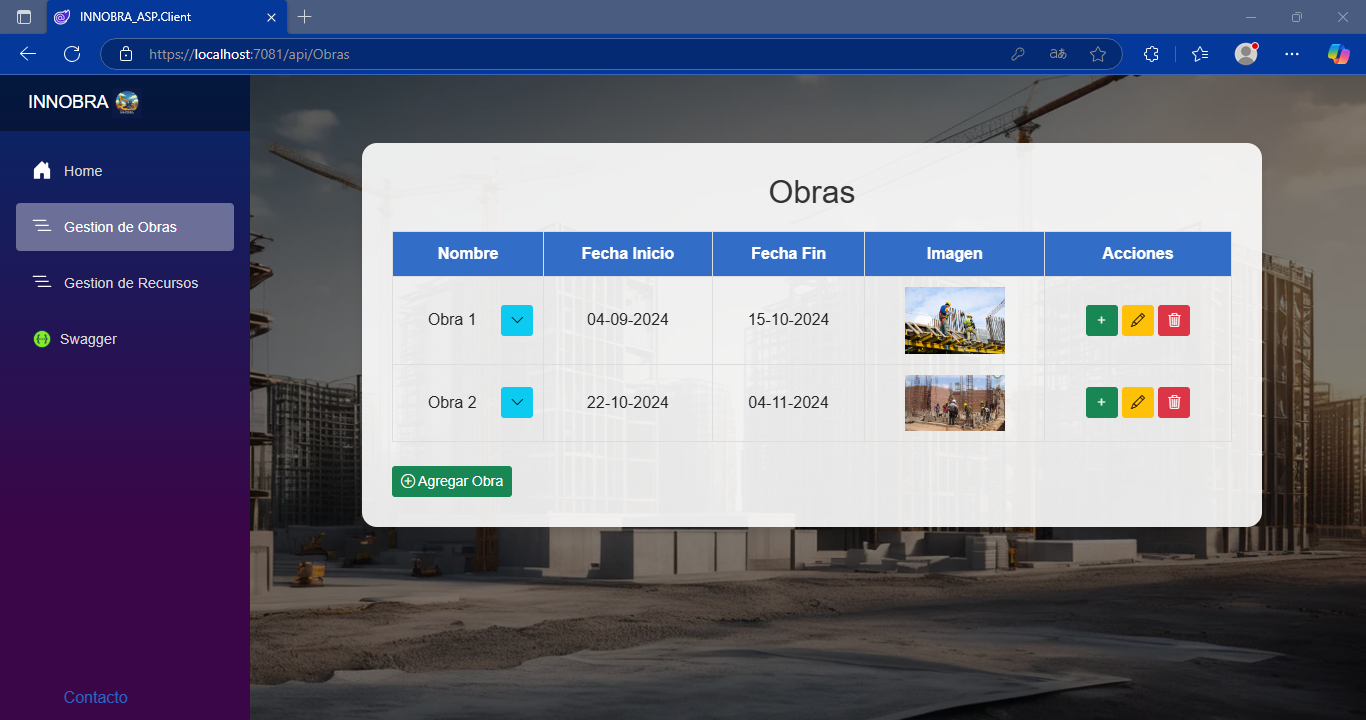 INNOBRA_ASP.Client
https://localhost:7081/api/Obras
INNOBRA
Home
Gestion de Obras
Gestion de Recursos
Swagger
Contacto
Obras
Nombre Fecha Inicio Fecha Fin Imagen Acciones
Obra 1 04-09-2024 15-10-2024
Obra 2 22-10-2024 04-11-2024
Agregar Obra